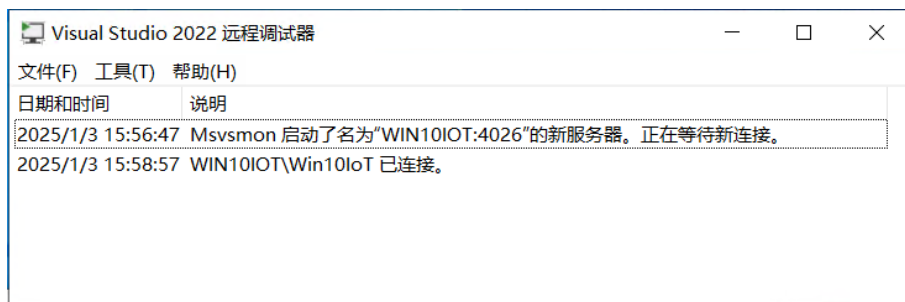 Visual Studio 2022 远程调试器
文件(F) 工具(T) 帮助(H)
日期和时间 说明
2025/1/3 15:56:47 Msvsmon 启动了名为“WIN10IOT:4026”的新服务器。正在等待新连接。
2025/1/3 15:58:57 WIN10IOT\Win10IoT 已连接。